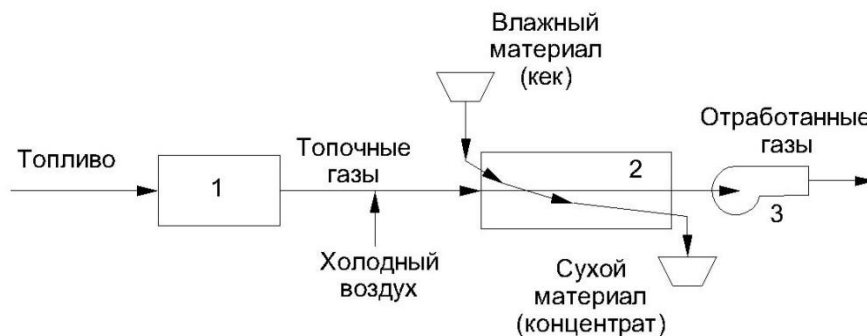 Влажный
материал
(кек)
Топливо
1
Топочные
газы
Холодный
воздух
2
Отработанные
газы
3
Сухой
материал
(концентрат)